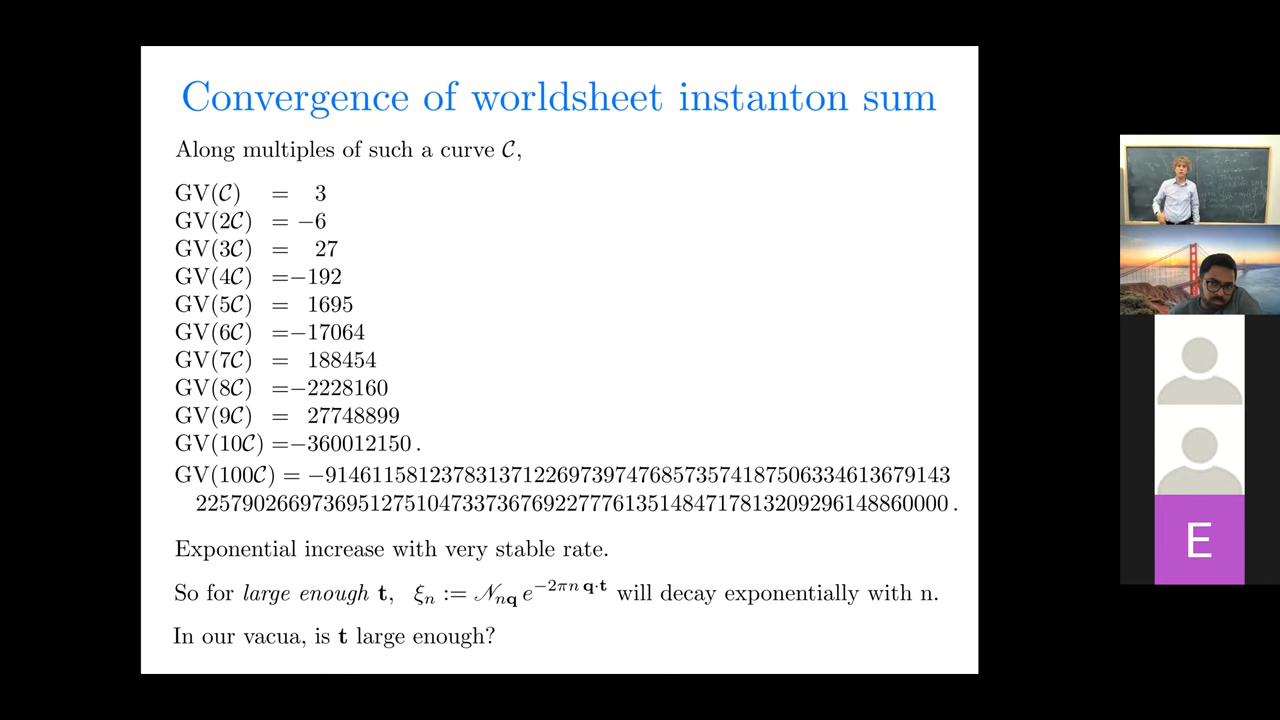 Convergence of worldsheet instanton sum
Along multiples of such a curve 𝒞,
GV(𝒞) = 3
GV(2𝒞) = −6
GV(3𝒞) = 27
GV(4𝒞) =−192
GV(5𝒞) = 1695
GV(6𝒞) =−17064
GV(7𝒞) = 188454
GV(8𝒞) =−2228160
GV(9𝒞) = 27748899
GV(10𝒞) =−360012150 .
GV(100𝒞) = −914611581237831371226973974768573574187506334613679143
22579026697369512751047337367692277761351484717813209296148860000 .
Exponential increase with very stable rate.
So for large enough t, ξₙ := 𝒩_{nq} e^{−2πn q·t} will decay exponentially with n.
In our vacua, is t large enough?
E